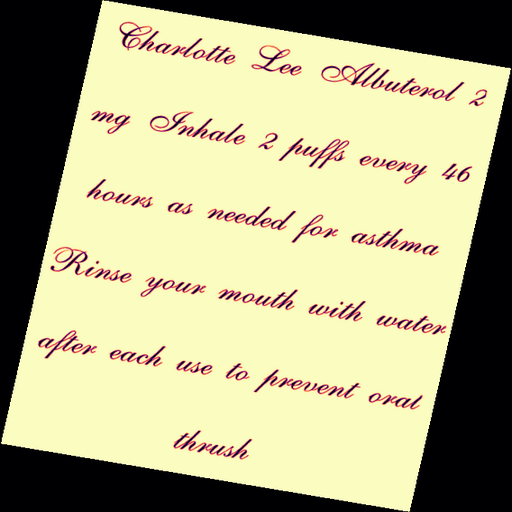 Charlotte Lee Albuterol 2
mg Inhale 2 puffs every 46
hours as needed for asthma
Rinse your mouth with water
after each use to prevent oral
thrush